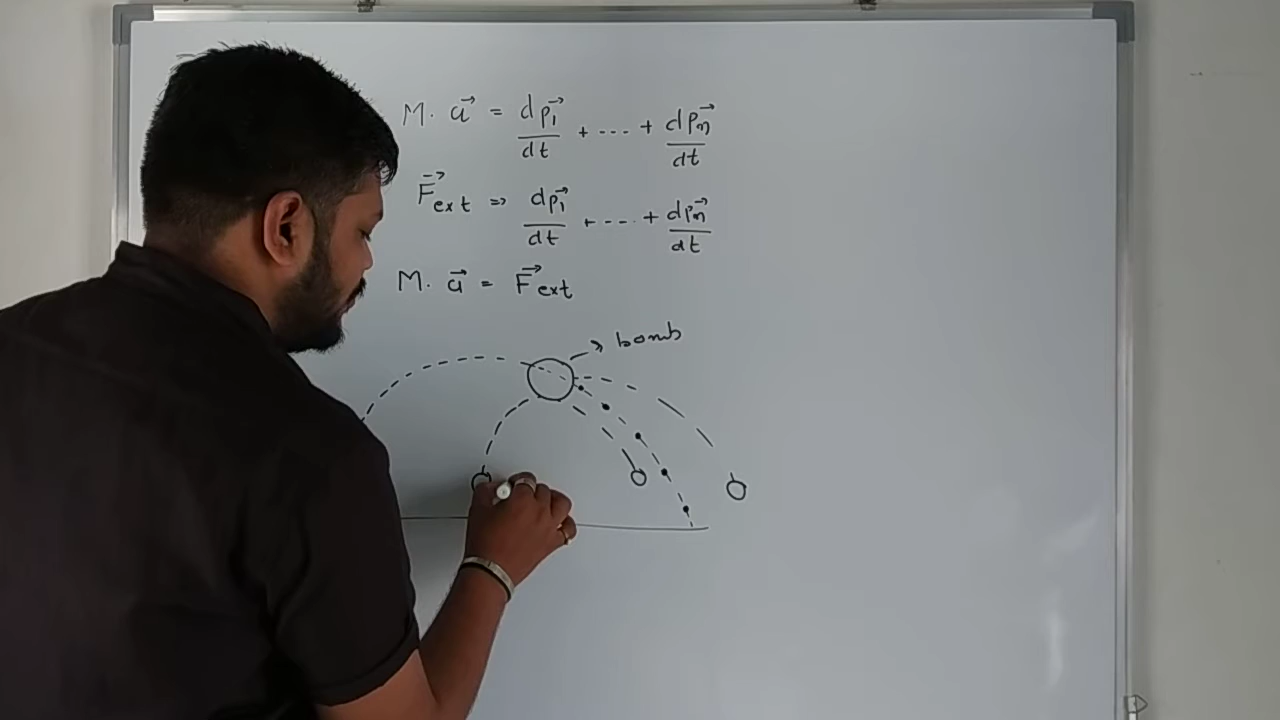 M. a⃗ = dp₁⃗/dt + --- + dpₙ⃗/dt
F⃗ext ⇒ dp₁⃗/dt + ---- + dpₙ⃗/dt
M. a⃗ = F⃗ext
bomb